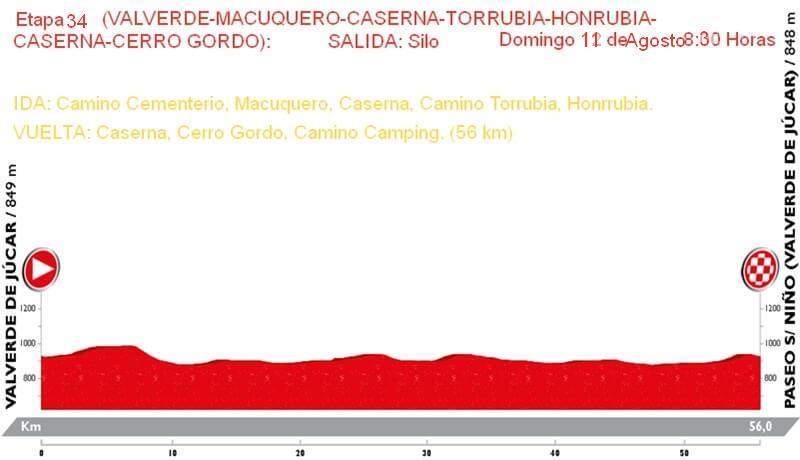 Etapa 34 (VALVERDE-MACUQUERO-CASERNA-TORRUBIA-HONRUBIA-
CASERNA-CERRO GORDO): SALIDA: Silo Domingo 11 de Agosto 8:30 Horas
IDA: Camino Cementerio, Macuquero, Caserna, Camino Torrubia, Honrrubia.
VUELTA: Caserna, Cerro Gordo, Camino Camping. (56 km)
VALVERDE DE JÚCAR / 849 m
PASEO S/ NIÑO (VALVERDE DE JÚCAR) / 848 m
1200 1200
1000 1000
800 800
Km 56,0
0 10 20 30 40 50